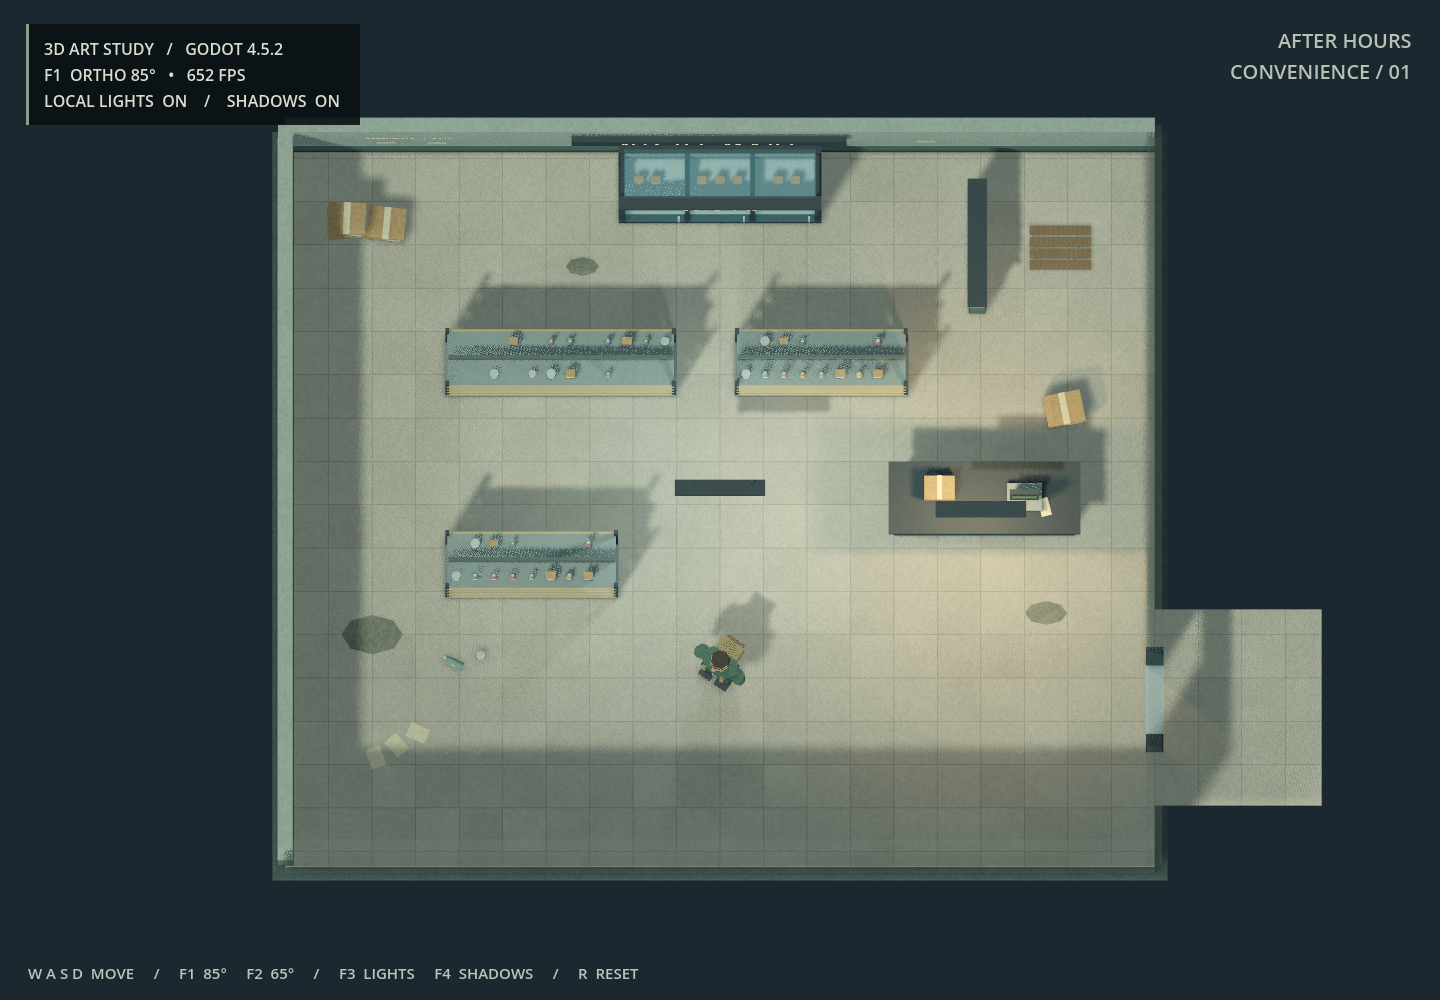 3D ART STUDY / GODOT 4.5.2
F1 ORTHO 85° • 652 FPS
LOCAL LIGHTS ON / SHADOWS ON
AFTER HOURS
CONVENIENCE / 01
W A S D MOVE / F1 85° F2 65° / F3 LIGHTS F4 SHADOWS / R RESET